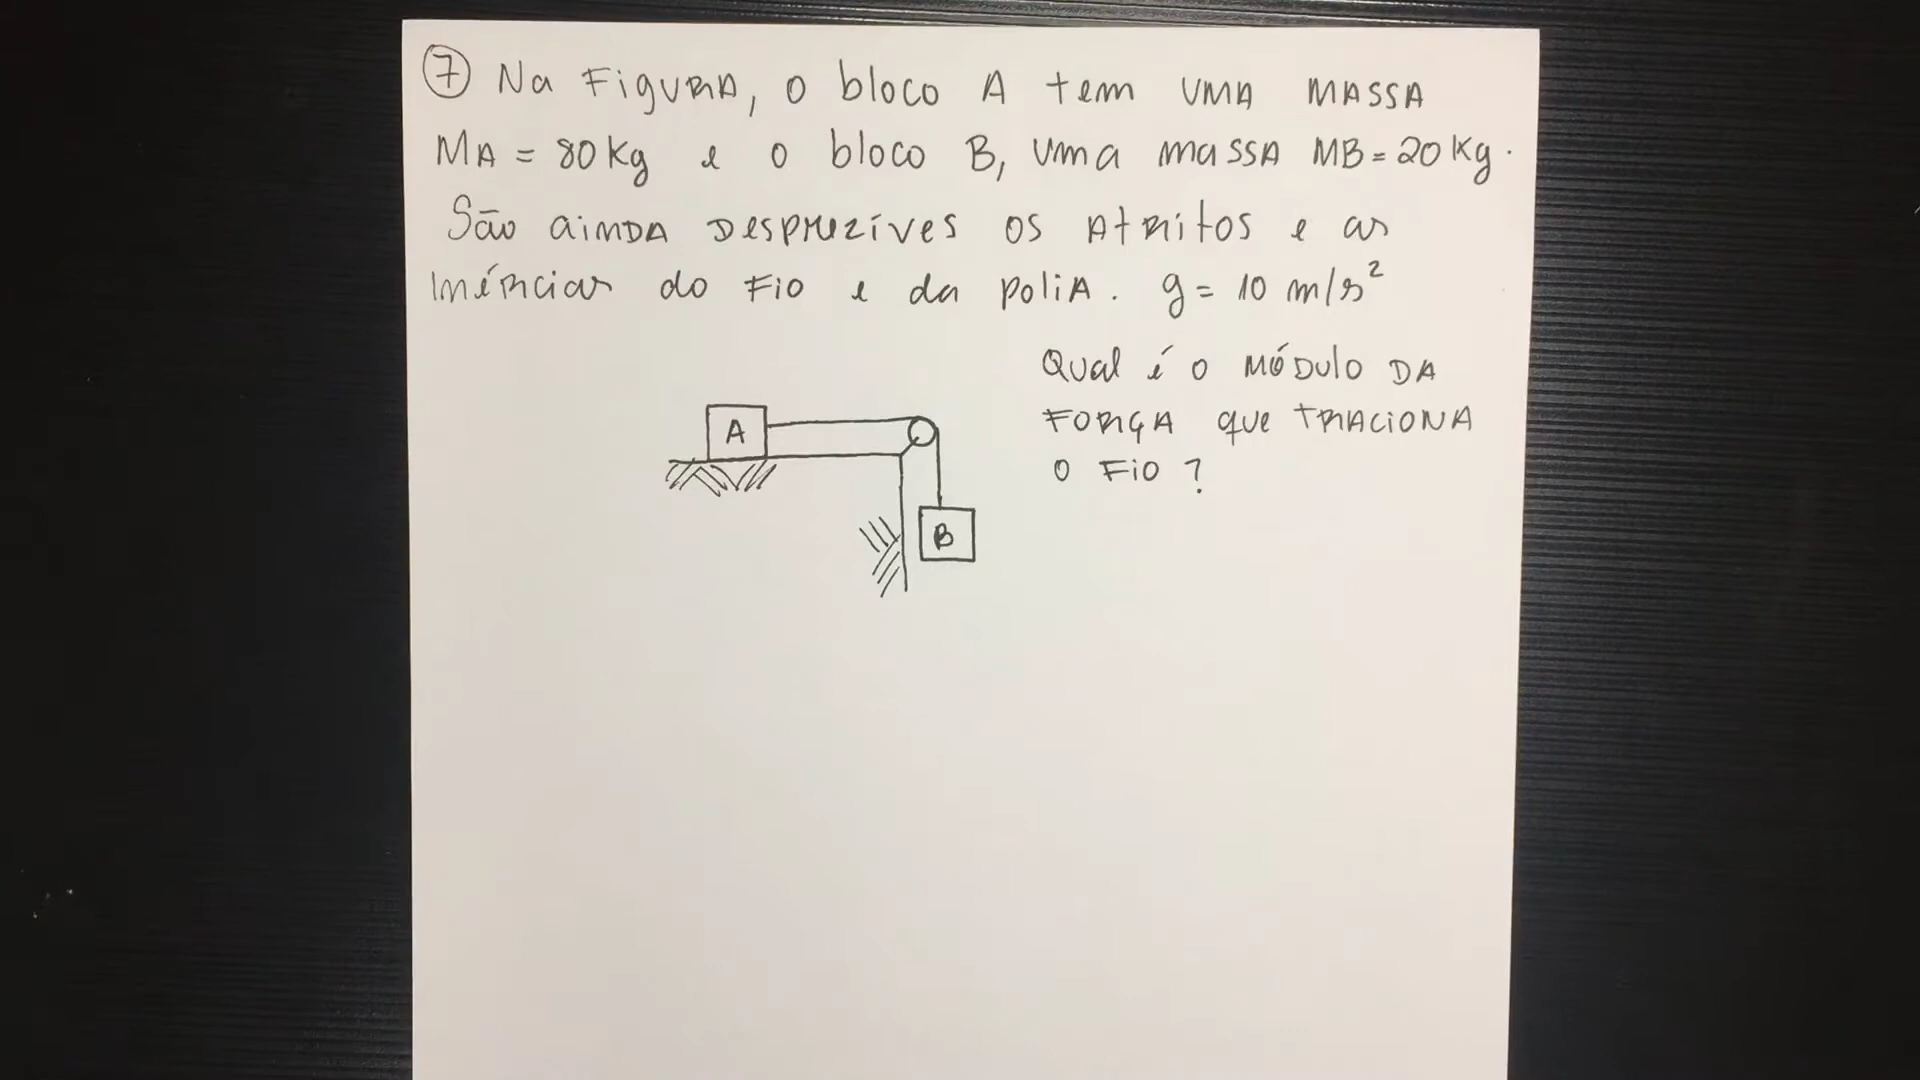 7 Na Figura, o bloco A tem uma massa
MA = 80 kg e o bloco B, uma massa MB = 20 kg.
São ainda desprezíves os atritos e as
inércias do fio e da polia. g = 10 m/s²
Qual é o módulo da
força que traciona
o fio ?
A
B